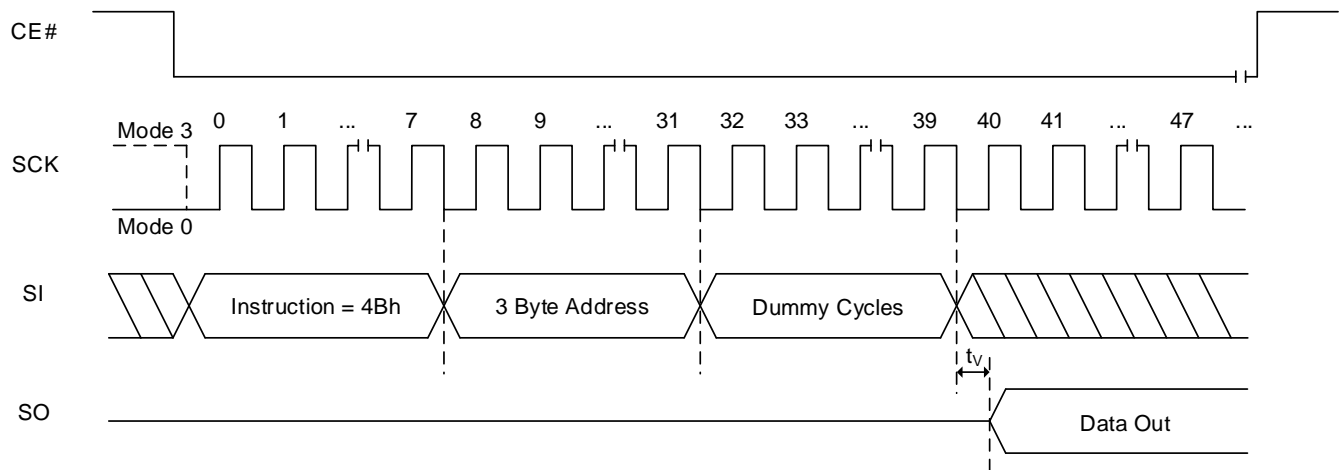 CE#
SCK
Mode 3
Mode 0
0 1 ... 7 8 9 ... 31 32 33 ... 39 40 41 ... 47 ...
SI
Instruction = 4Bh
3 Byte Address
Dummy Cycles
tV
SO
Data Out